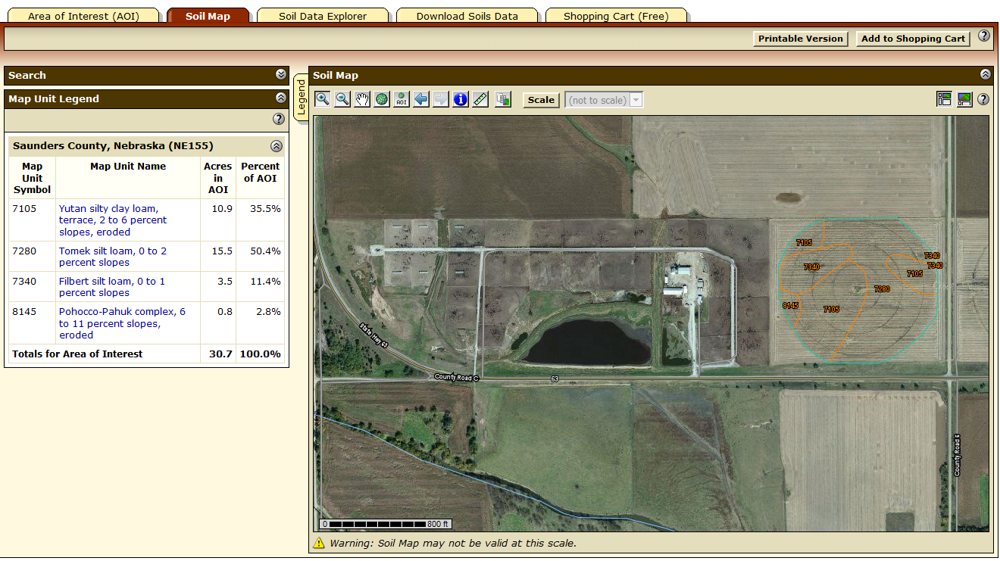 Area of Interest (AOI)
Soil Map
Soil Data Explorer
Download Soils Data
Shopping Cart (Free)
Printable Version
Add to Shopping Cart
?
Search
Map Unit Legend
?
Saunders County, Nebraska (NE155)
Map Unit Symbol
Map Unit Name
Acres in AOI
Percent of AOI
7105
Yutan silty clay loam,
terrace, 2 to 6 percent
slopes, eroded
10.9
35.5%
7280
Tomek silt loam, 0 to 2
percent slopes
15.5
50.4%
7340
Filbert silt loam, 0 to 1
percent slopes
3.5
11.4%
8145
Pohocco-Pahuk complex, 6
to 11 percent slopes,
eroded
0.8
2.8%
Totals for Area of Interest
30.7
100.0%
Legend
Soil Map
AOI
i
Scale
(not to scale)
?
7105
7340
7340
7340
7105
7280
8145
7105
State Hwy 63
County Road C
63
County Road 6
0
800 ft
Warning: Soil Map may not be valid at this scale.